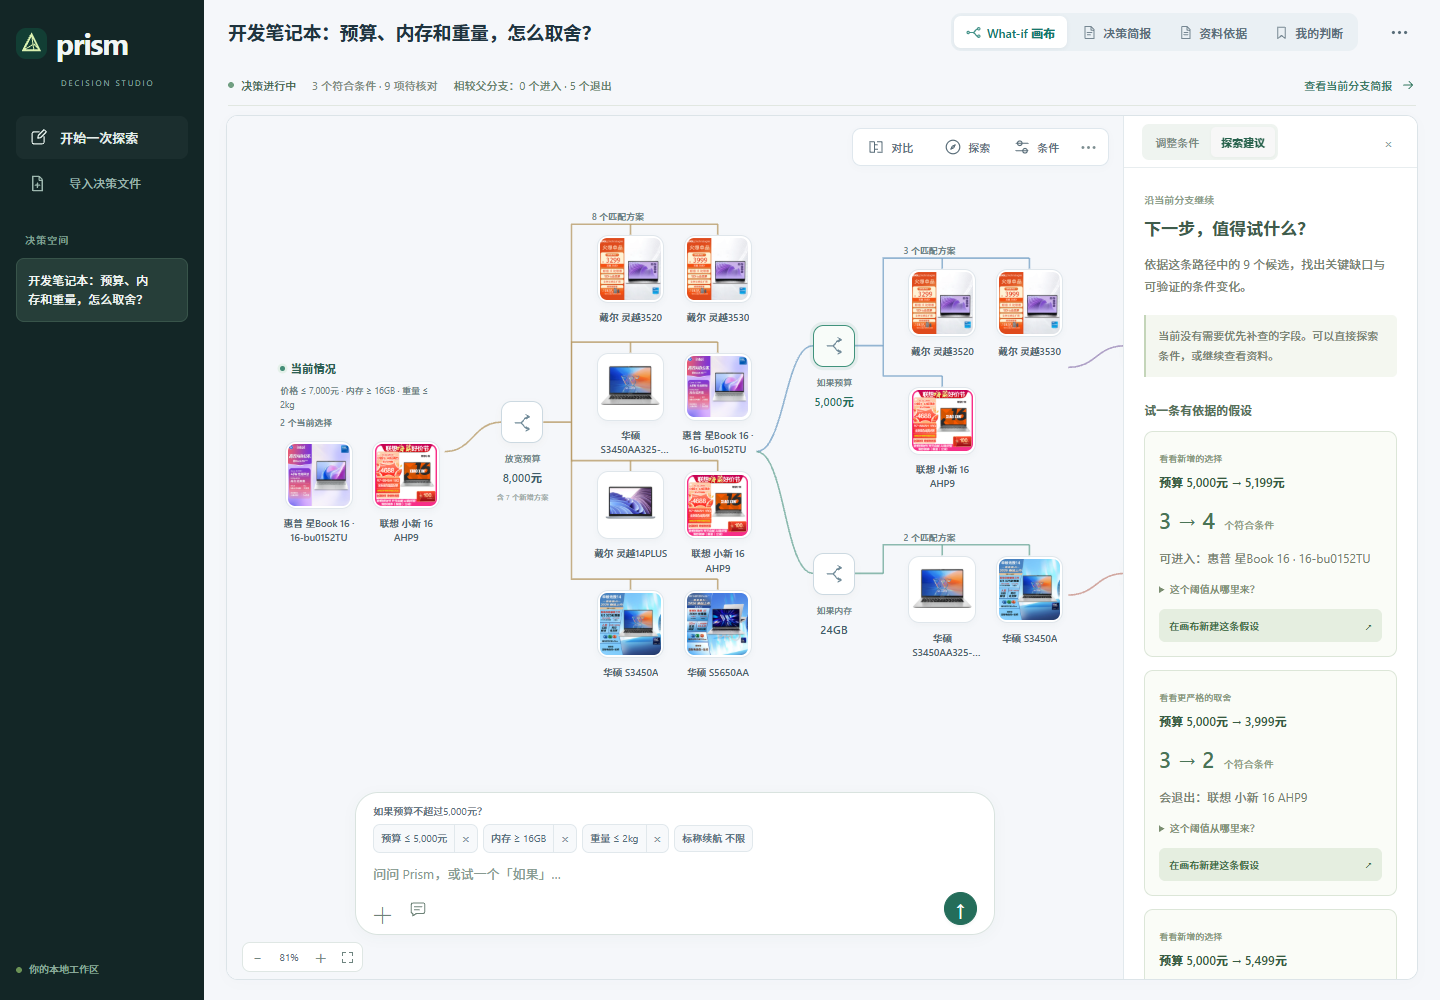 prism
DECISION STUDIO
开始一次探索
导入决策文件
决策空间
开发笔记本：预算、内
存和重量，怎么取舍？
你的本地工作区
开发笔记本：预算、内存和重量，怎么取舍？
What-if 画布
决策简报
资料依据
我的判断
决策进行中
3 个符合条件 · 9 项待核对
相较父分支：0 个进入 · 5 个退出
查看当前分支简报 →
对比
探索
条件
当前情况
价格 ≤ 7,000元 · 内存 ≥ 16GB · 重量 ≤
2kg
2 个当前选择
惠普 星Book 16 ·
16-bu0152TU
联想 小新 16
AHP9
放宽预算
8,000元
含 7 个新增方案
8 个匹配方案
戴尔 灵越3520
戴尔 灵越3530
华硕
S3450AA325-...
惠普 星Book 16 ·
16-bu0152TU
戴尔 灵越14PLUS
联想 小新 16
AHP9
华硕 S3450A
华硕 S5650AA
如果预算
5,000元
3 个匹配方案
戴尔 灵越3520
戴尔 灵越3530
联想 小新 16
AHP9
如果内存
24GB
2 个匹配方案
华硕
S3450AA325-...
华硕 S3450A
如果预算不超过5,000元？
预算 ≤ 5,000元 ×
内存 ≥ 16GB ×
重量 ≤ 2kg ×
标称续航 不限
问问 Prism，或试一个「如果」...
81%
调整条件
探索建议
×
沿当前分支继续
下一步，值得试什么？
依据这条路径中的 9 个候选，找出关键缺口与
可验证的条件变化。
当前没有需要优先补查的字段。可以直接探索
条件，或继续查看资料。
试一条有依据的假设
看看新增的选择
预算 5,000元 → 5,199元
3 → 4 个符合条件
可进入：惠普 星Book 16 · 16-bu0152TU
这个阈值从哪里来？
在画布新建这条假设
看看更严格的取舍
预算 5,000元 → 3,999元
3 → 2 个符合条件
会退出：联想 小新 16 AHP9
这个阈值从哪里来？
在画布新建这条假设
看看新增的选择
预算 5,000元 → 5,499元